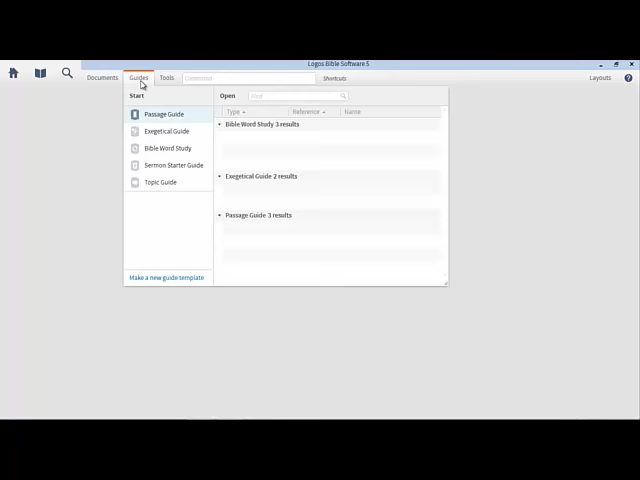 Logos Bible Software 5
Documents Guides Tools Command Shortcuts Layouts
Start Open Find
Type Reference Name
Passage Guide
Exegetical Guide
Bible Word Study
Sermon Starter Guide
Topic Guide
Make a new guide template
Bible Word Study 3 results
Exegetical Guide 2 results
Passage Guide 3 results